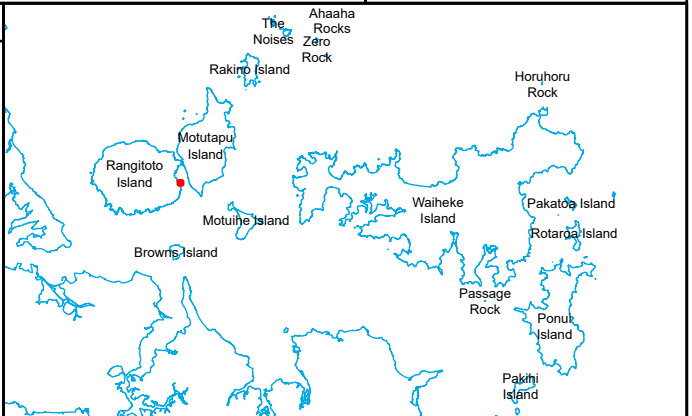 Ahaaha
Rocks
The
Noises
Zero
Rock
Rakino Island
Horuhoru
Rock
Motutapu
Island
Rangitoto
Island
Waiheke
Island
Pakatoa Island
Motuihe Island
Rotaroa Island
Browns Island
Passage
Rock
Ponui
Island
Pakihi
Island